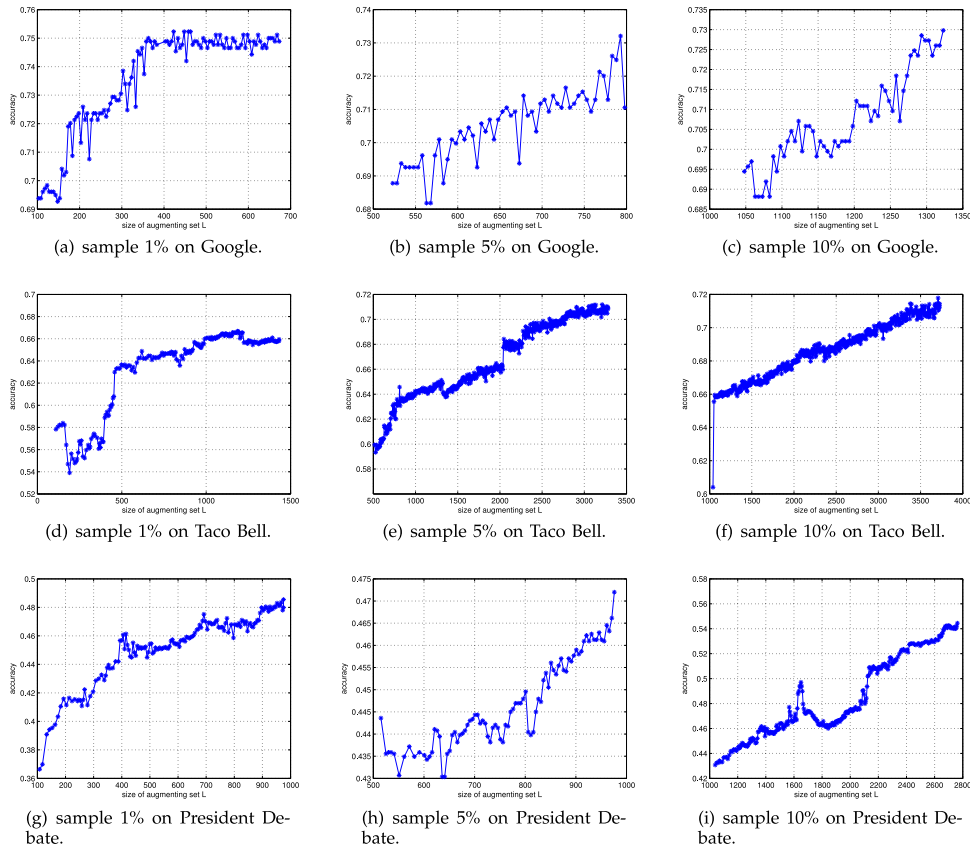 0.76
0.75
0.74
0.73
0.72
0.71
0.7
0.69
accuracy
100 200 300 400 500 600 700
size of augmenting set L
(a) sample 1% on Google.
0.74
0.73
0.72
0.71
0.7
0.69
0.68
accuracy
500 550 600 650 700 750 800
size of augmenting set L
(b) sample 5% on Google.
0.735
0.73
0.725
0.72
0.715
0.71
0.705
0.7
0.695
0.69
0.685
accuracy
1000 1050 1100 1150 1200 1250 1300 1350
size of augmenting set L
(c) sample 10% on Google.
0.7
0.68
0.66
0.64
0.62
0.6
0.58
0.56
0.54
0.52
accuracy
0 500 1000 1500
size of augmenting set L
(d) sample 1% on Taco Bell.
0.72
0.7
0.68
0.66
0.64
0.62
0.6
0.58
accuracy
500 1000 1500 2000 2500 3000 3500
size of augmenting set L
(e) sample 5% on Taco Bell.
0.72
0.7
0.68
0.66
0.64
0.62
0.6
accuracy
1000 1500 2000 2500 3000 3500 4000
size of augmenting set L
(f) sample 10% on Taco Bell.
0.5
0.48
0.46
0.44
0.42
0.4
0.38
0.36
accuracy
100 200 300 400 500 600 700 800 900 1000
size of augmenting set L
(g) sample 1% on President De-
bate.
0.475
0.47
0.465
0.46
0.455
0.45
0.445
0.44
0.435
0.43
accuracy
500 600 700 800 900 1000
size of augmenting set L
(h) sample 5% on President De-
bate.
0.58
0.56
0.54
0.52
0.5
0.48
0.46
0.44
0.42
accuracy
1000 1200 1400 1600 1800 2000 2200 2400 2600 2800
size of augmenting set L
(i) sample 10% on President De-
bate.